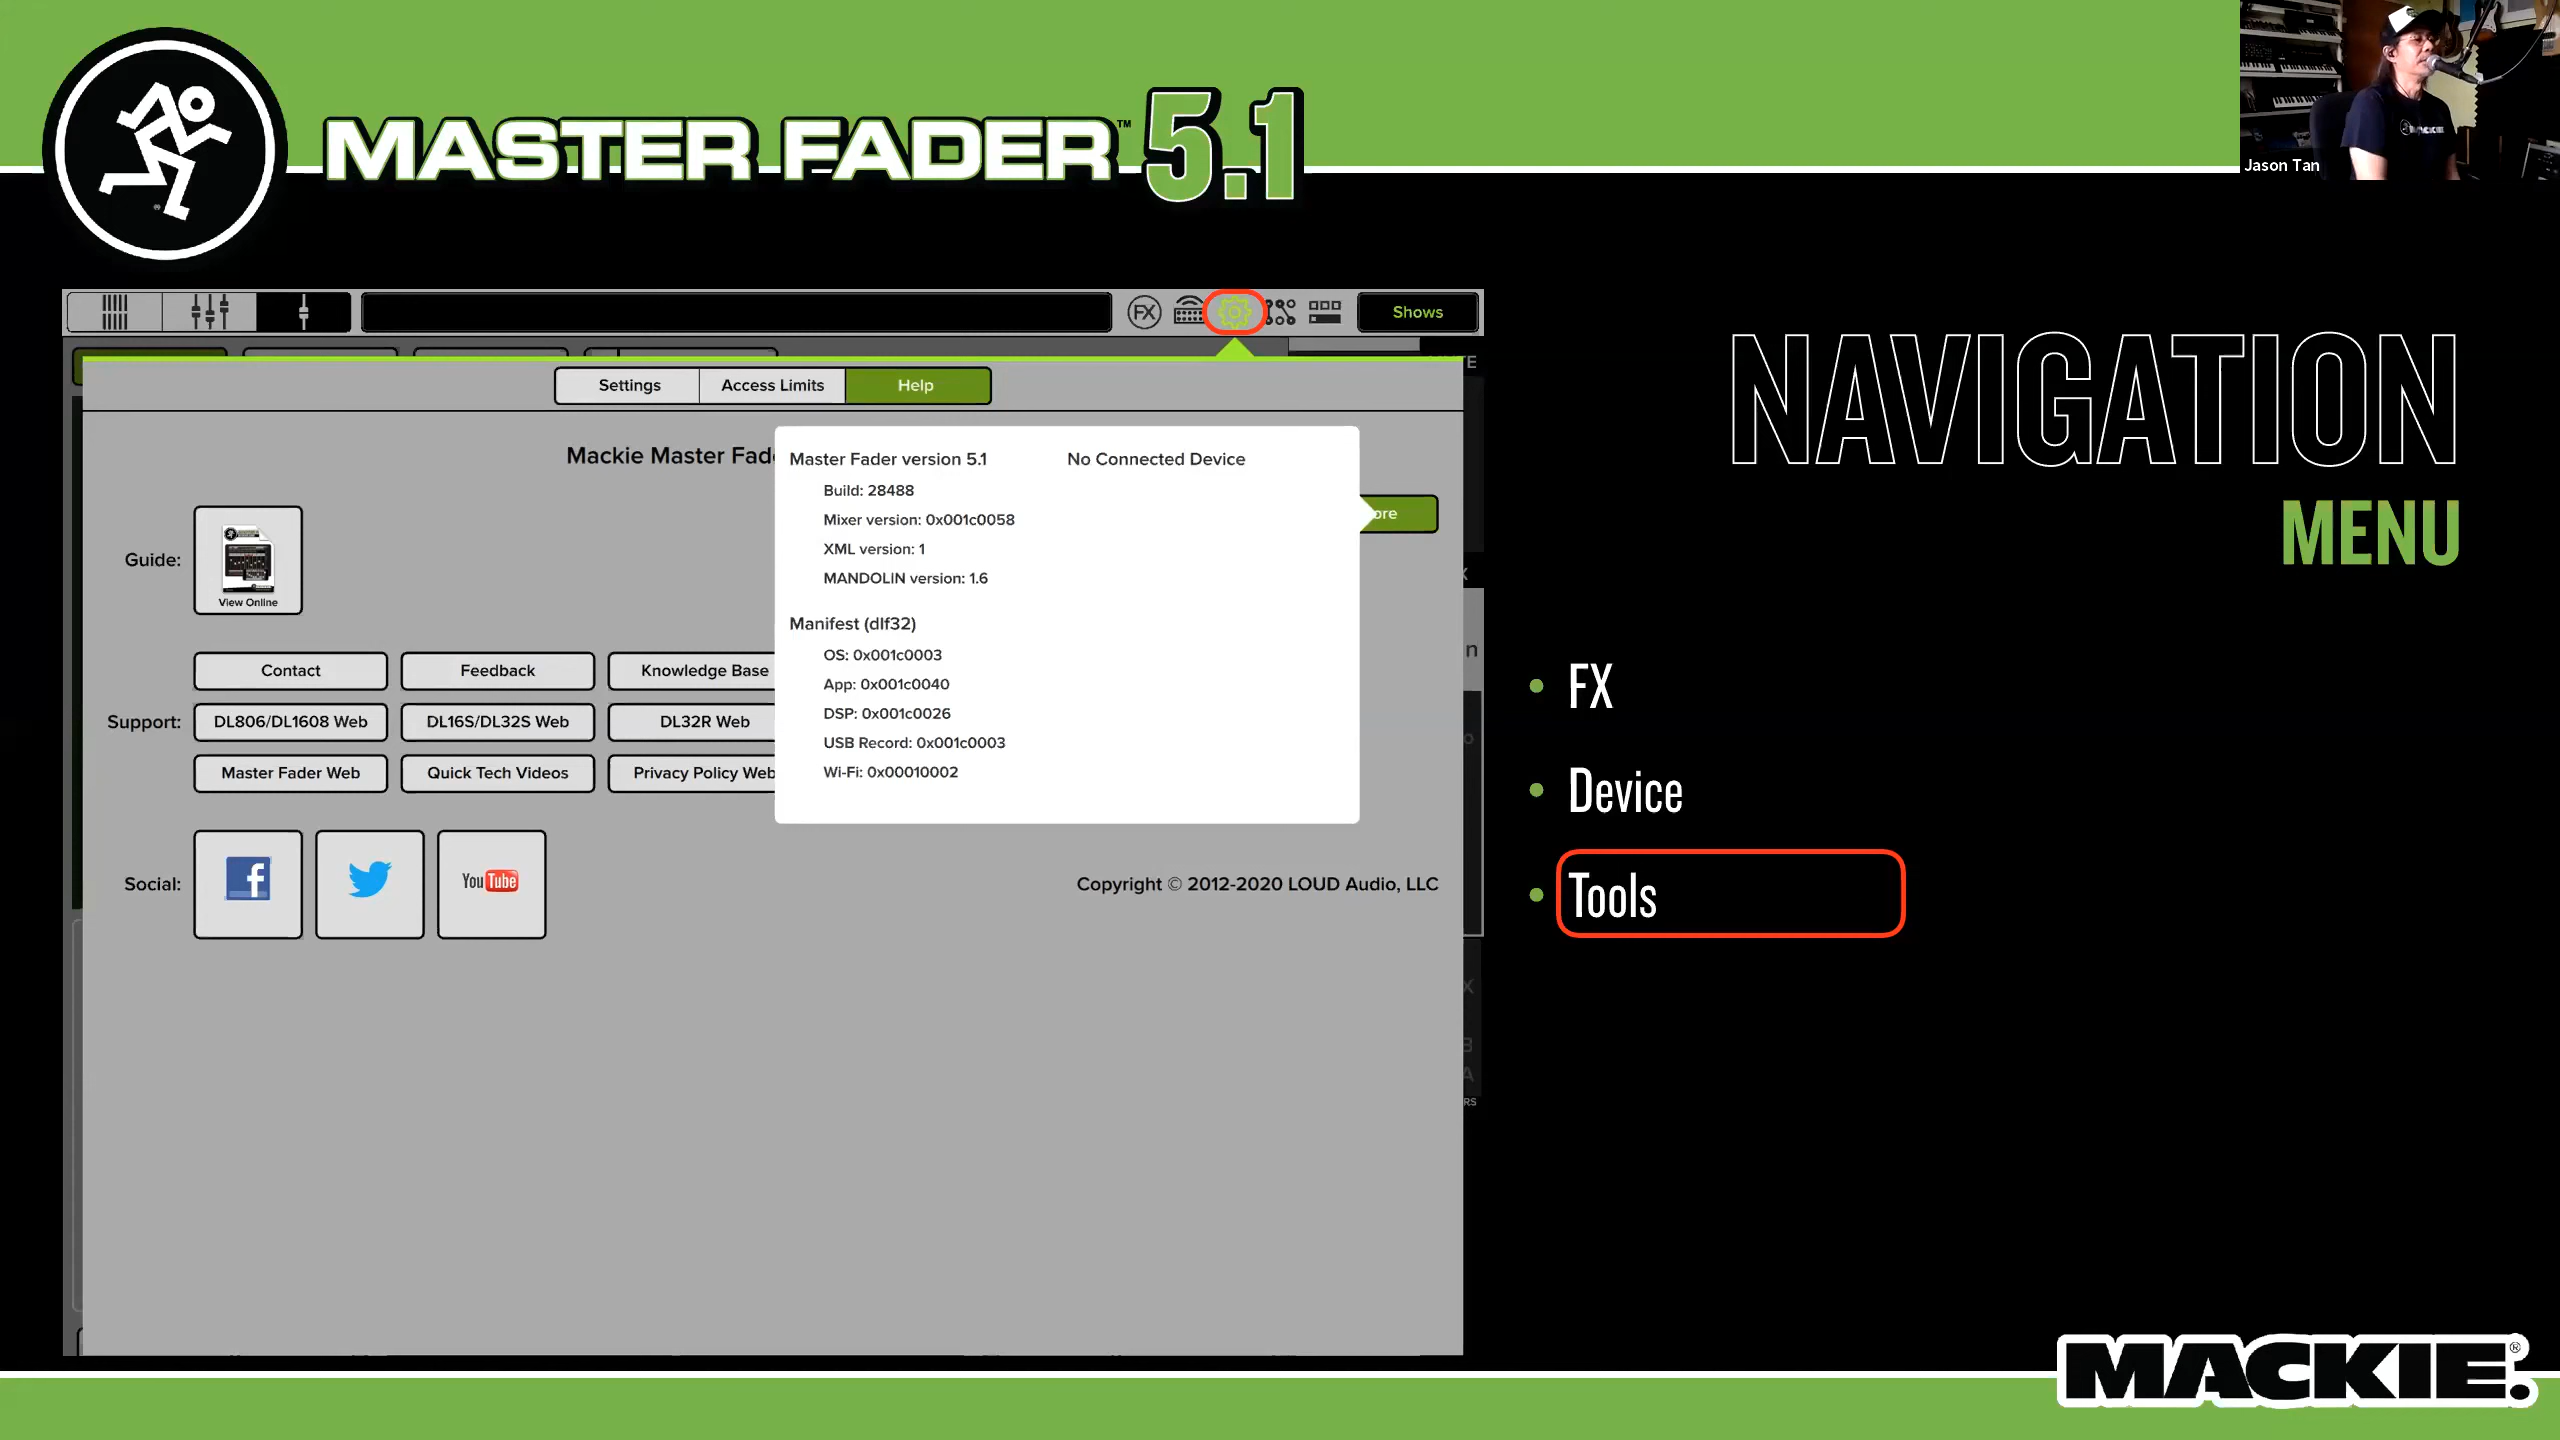 MASTER FADER™ 5.1
Jason Tan
MACKIE
FX
Shows
Settings
Access Limits
Help
Mackie Master Fad
Master Fader version 5.1
No Connected Device
Build: 28488
Mixer version: 0x001c0058
XML version: 1
MANDOLIN version: 1.6
Manifest (dlf32)
OS: 0x001c0003
App: 0x001c0040
DSP: 0x001c0026
USB Record: 0x001c0003
Wi-Fi: 0x00010002
ore
Guide:
View Online
Support:
Contact
Feedback
Knowledge Base
DL806/DL1608 Web
DL16S/DL32S Web
DL32R Web
Master Fader Web
Quick Tech Videos
Privacy Policy Web
Social:
f
You Tube
Copyright © 2012-2020 LOUD Audio, LLC
NAVIGATION
MENU
• FX
• Device
• Tools
MACKIE®